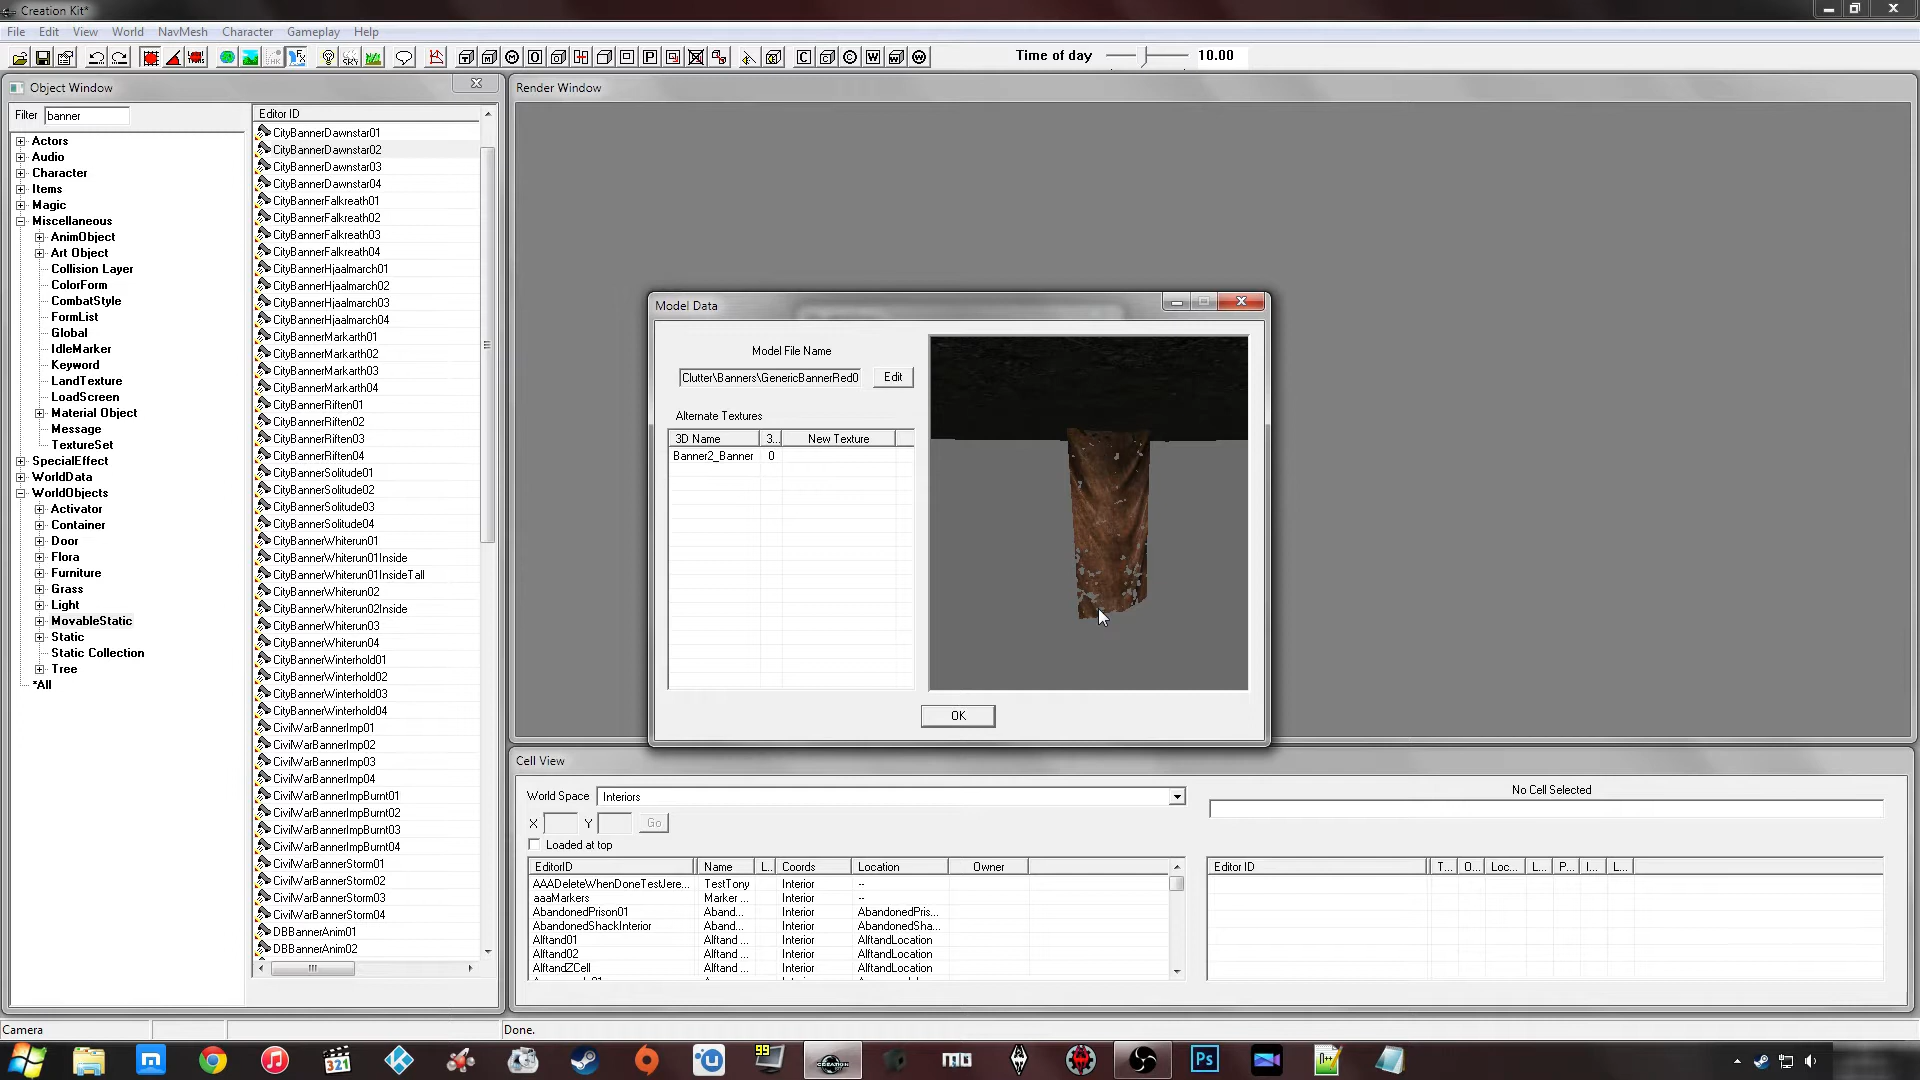 Creation Kit*
File Edit View World NavMesh Character Gameplay Help
Time of day 10.00
Object Window
Filter banner
Actors
Audio
Character
Items
Magic
Miscellaneous
AnimObject
Art Object
Collision Layer
ColorForm
CombatStyle
FormList
Global
IdleMarker
Keyword
LandTexture
LoadScreen
Material Object
Message
TextureSet
SpecialEffect
WorldData
WorldObjects
Activator
Container
Door
Flora
Furniture
Grass
Light
MovableStatic
Static
Static Collection
Tree
*All
Editor ID
CityBannerDawnstar01
CityBannerDawnstar02
CityBannerDawnstar03
CityBannerDawnstar04
CityBannerFalkreath01
CityBannerFalkreath02
CityBannerFalkreath03
CityBannerFalkreath04
CityBannerHjaalmarch01
CityBannerHjaalmarch02
CityBannerHjaalmarch03
CityBannerHjaalmarch04
CityBannerMarkarth01
CityBannerMarkarth02
CityBannerMarkarth03
CityBannerMarkarth04
CityBannerRiften01
CityBannerRiften02
CityBannerRiften03
CityBannerRiften04
CityBannerSolitude01
CityBannerSolitude02
CityBannerSolitude03
CityBannerSolitude04
CityBannerWhiterun01
CityBannerWhiterun01Inside
CityBannerWhiterun01InsideTall
CityBannerWhiterun02
CityBannerWhiterun02Inside
CityBannerWhiterun03
CityBannerWhiterun04
CityBannerWinterhold01
CityBannerWinterhold02
CityBannerWinterhold03
CityBannerWinterhold04
CivilWarBannerImp01
CivilWarBannerImp02
CivilWarBannerImp03
CivilWarBannerImp04
CivilWarBannerImpBurnt01
CivilWarBannerImpBurnt02
CivilWarBannerImpBurnt03
CivilWarBannerImpBurnt04
CivilWarBannerStorm01
CivilWarBannerStorm02
CivilWarBannerStorm03
CivilWarBannerStorm04
DBBannerAnim01
DBBannerAnim02
Render Window
Model Data
Model File Name
Clutter\Banners\GenericBannerRed0 Edit
Alternate Textures
3D Name 3... New Texture
Banner2_Banner 0
OK
Cell View
World Space Interiors
X Y Go
Loaded at top
EditorID Name L.. Coords Location Owner
AAADeleteWhenDoneTestJere... TestTony Interior --
aaaMarkers Marker ... Interior --
AbandonedPrison01 Aband... Interior AbandonedPris...
AbandonedShackInterior Aband... Interior AbandonedSha...
Alftand01 Alftand ... Interior AlftandLocation
Alftand02 Alftand ... Interior AlftandLocation
AlftandZCell Alftand ... Interior AlftandLocation
No Cell Selected
Editor ID T... O... Loc... L... P... I... L...
Camera Done.
321
99
Ps